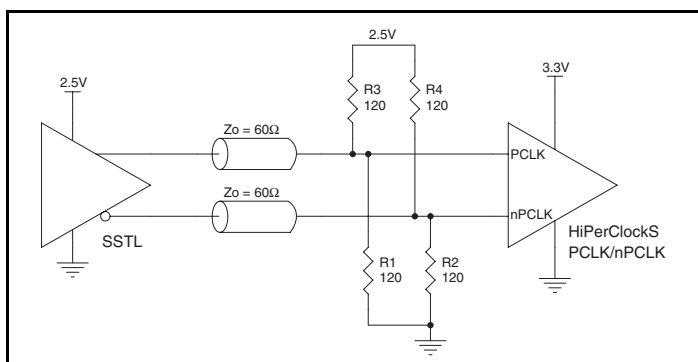 2.5V
2.5V
3.3V
R3
120
R4
120
Zo = 60Ω
PCLK
Zo = 60Ω
nPCLK
SSTL
HiPerClockS
PCLK/nPCLK
R1
120
R2
120